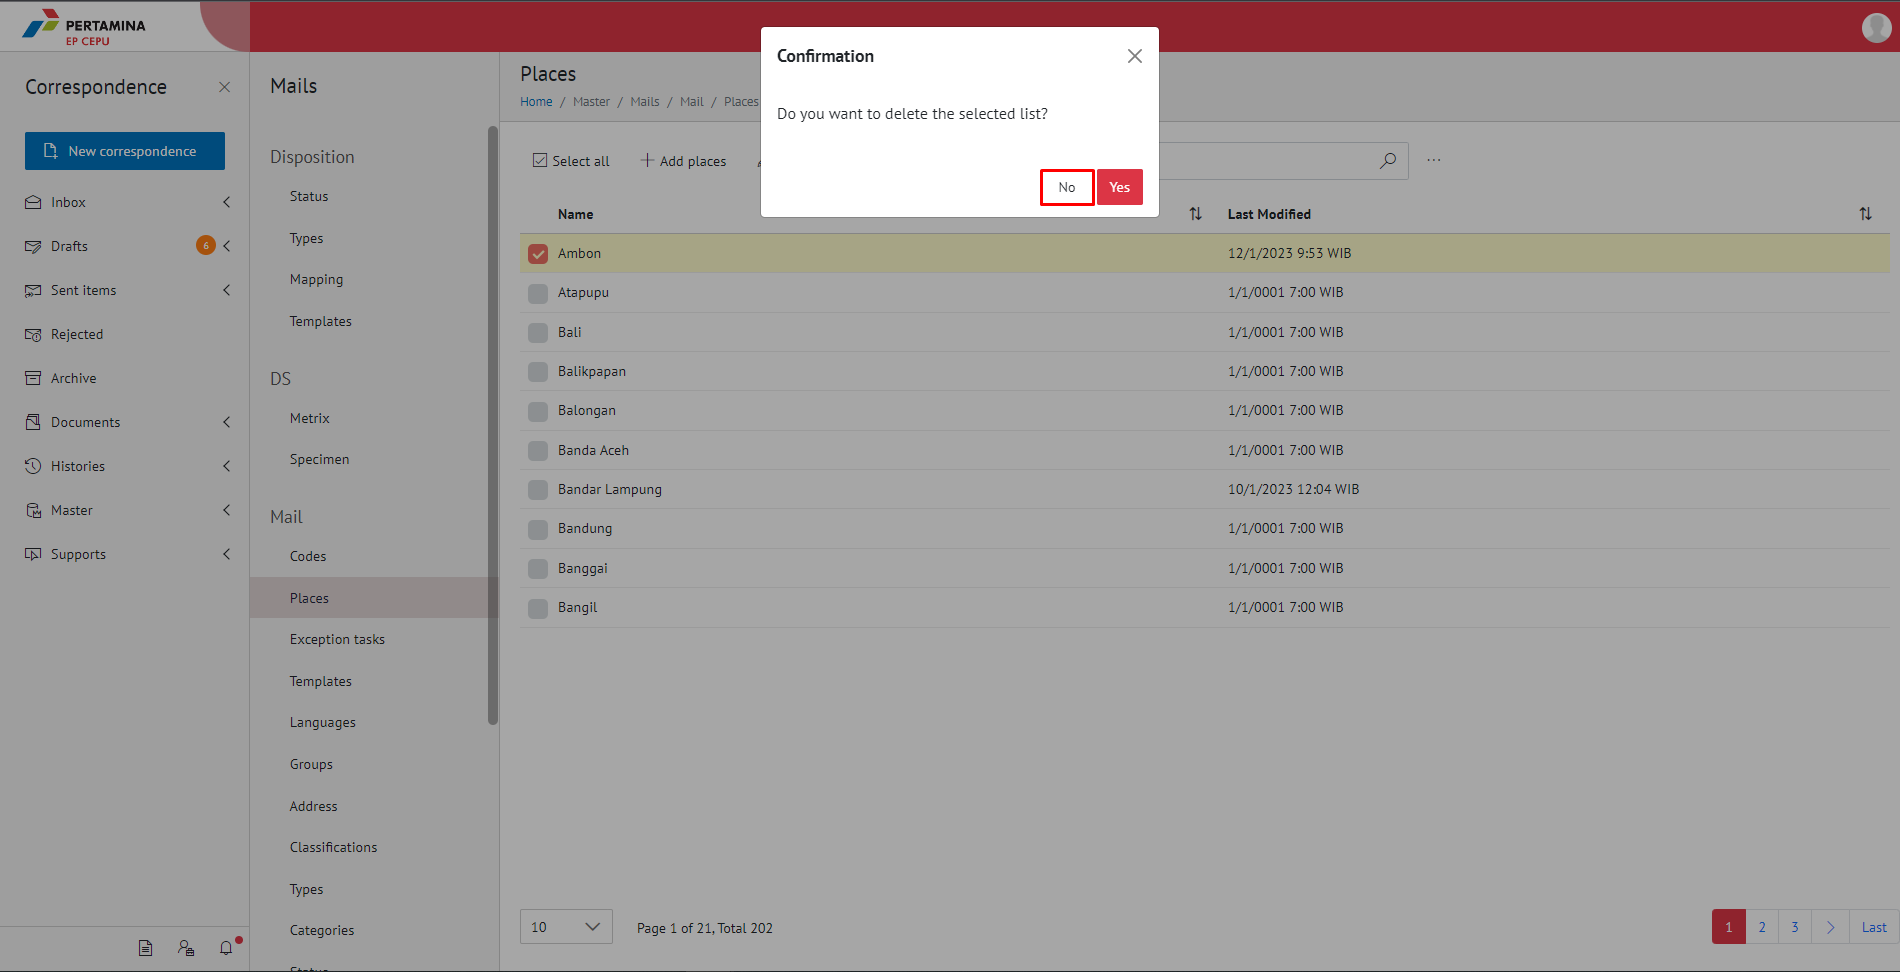 PERTAMINA
EP CEPU
Correspondence
New correspondence
Inbox
Drafts
6
Sent items
Rejected
Archive
Documents
Histories
Master
Supports
Mails
Disposition
Status
Types
Mapping
Templates
DS
Metrix
Specimen
Mail
Codes
Places
Exception tasks
Templates
Languages
Groups
Address
Classifications
Types
Categories
Status
Places
Home / Master / Mails / Mail / Places
Confirmation
Do you want to delete the selected list?
No Yes
Select all Add places
Name Last Modified
Ambon 12/1/2023 9:53 WIB
Atapupu 1/1/0001 7:00 WIB
Bali 1/1/0001 7:00 WIB
Balikpapan 1/1/0001 7:00 WIB
Balongan 1/1/0001 7:00 WIB
Banda Aceh 1/1/0001 7:00 WIB
Bandar Lampung 10/1/2023 12:04 WIB
Bandung 1/1/0001 7:00 WIB
Banggai 1/1/0001 7:00 WIB
Bangil 1/1/0001 7:00 WIB
10 Page 1 of 21, Total 202
1 2 3 Last